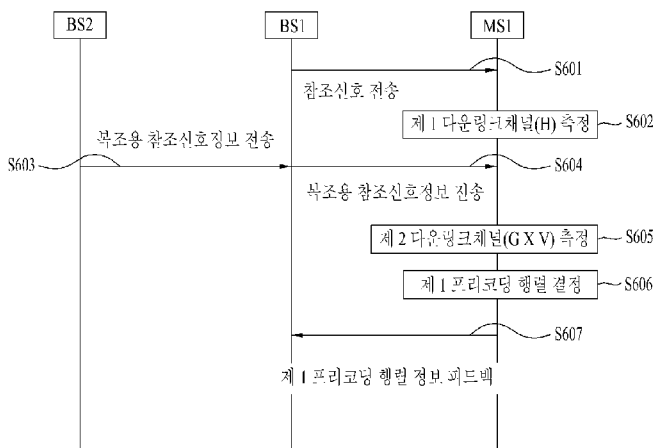 BS2
BS1
MS1
S601
참조신호 전송
제 1 다운링크채널(H) 측정
S602
복조용 참조신호정보 전송
S603
S604
복조용 참조신호정보 전송
제 2 다운링크채널(G X V) 측정
S605
제 1 프리코딩 행렬 결정
S606
S607
제 1 프리코딩 행렬 정보 피드백